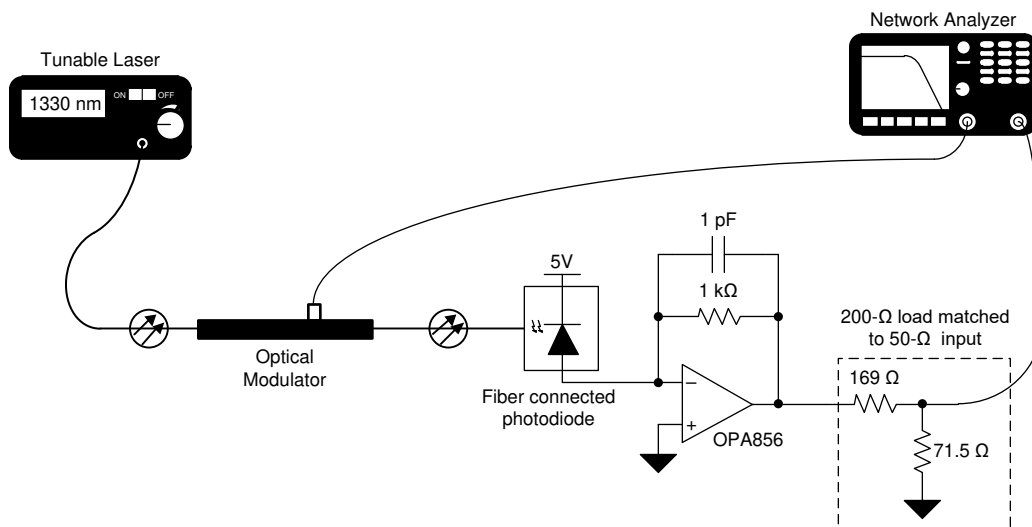 Network Analyzer
Tunable Laser
1330 nm
ON OFF
1 pF
5V
1 kΩ
200-Ω load matched
to 50-Ω input
169 Ω
Optical
Modulator
Fiber connected
photodiode
−
+
OPA856
71.5 Ω